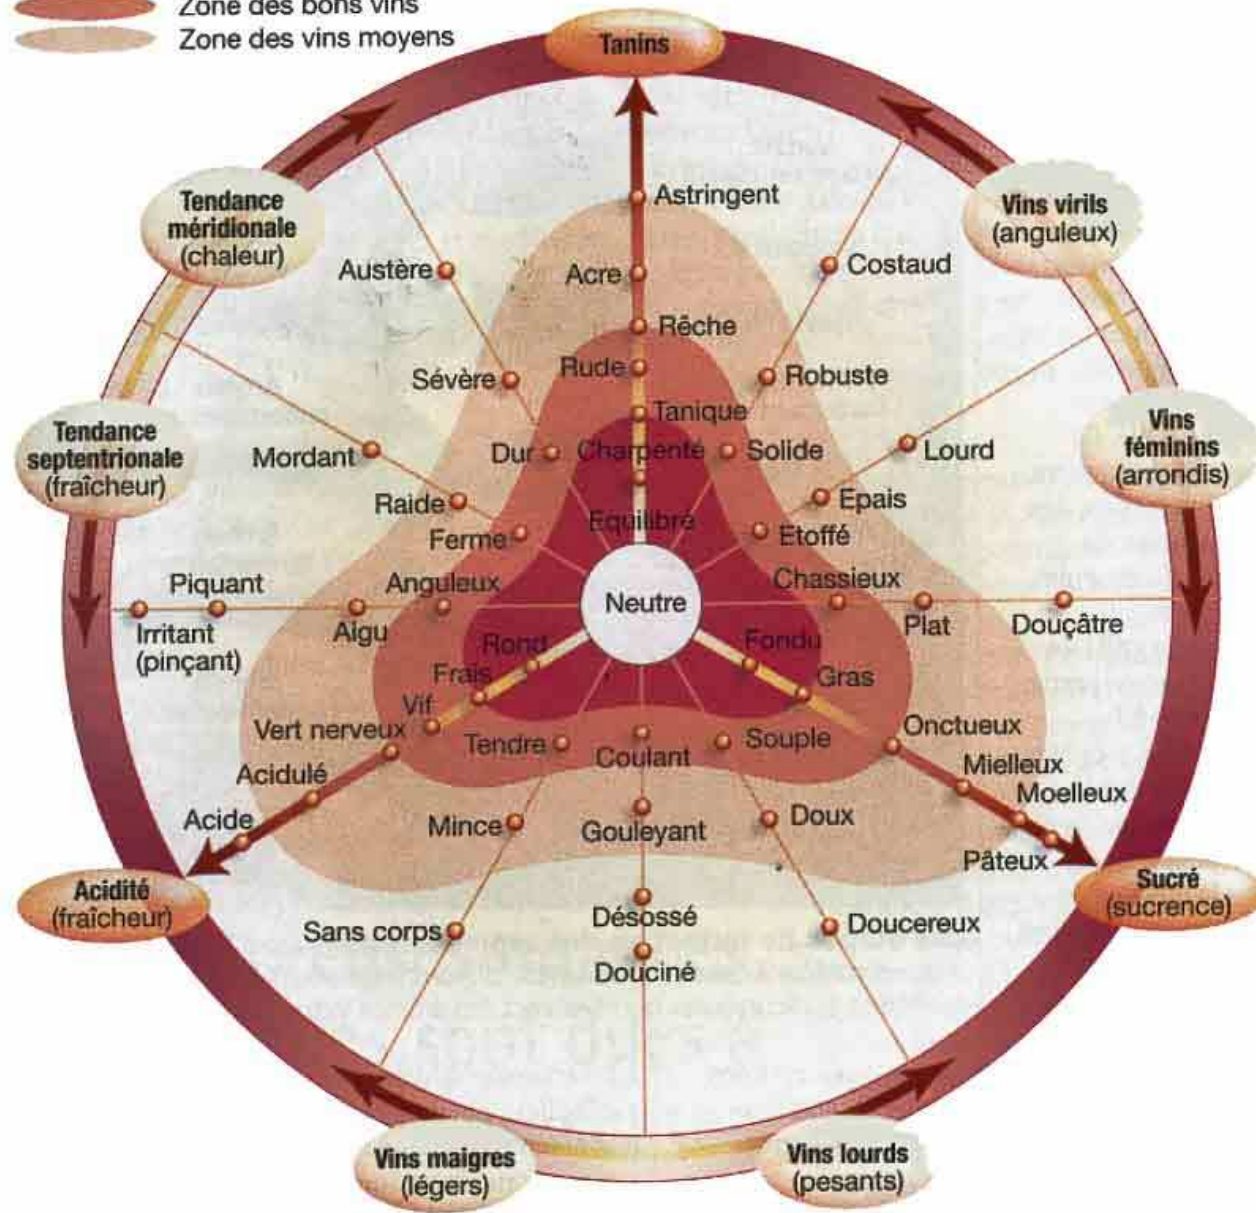 Zone des bons vins
Zone des vins moyens
Tanins
Tendance
méridionale
(chaleur)
Vins virils
(anguleux)
Astringent
Austère
Acre
Costaud
Rêche
Sévère
Rude
Robuste
Tanique
Tendance
septentrionale
(fraîcheur)
Vins
féminins
(arrondis)
Mordant
Dur
Charpenté
Solide
Lourd
Raide
Epais
Ferme
Equilibré
Etoffé
Piquant
Anguleux
Chassieux
Neutre
Irritant
(pinçant)
Aigu
Plat
Douçâtre
Rond
Fondu
Frais
Gras
Vif
Vert nerveux
Tendre
Coulant
Souple
Onctueux
Acidulé
Mielleux
Moelleux
Acide
Mince
Gouleyant
Doux
Pâteux
Acidité
(fraîcheur)
Sucré
(sucrence)
Sans corps
Désossé
Doucereux
Douciné
Vins maigres
(légers)
Vins lourds
(pesants)